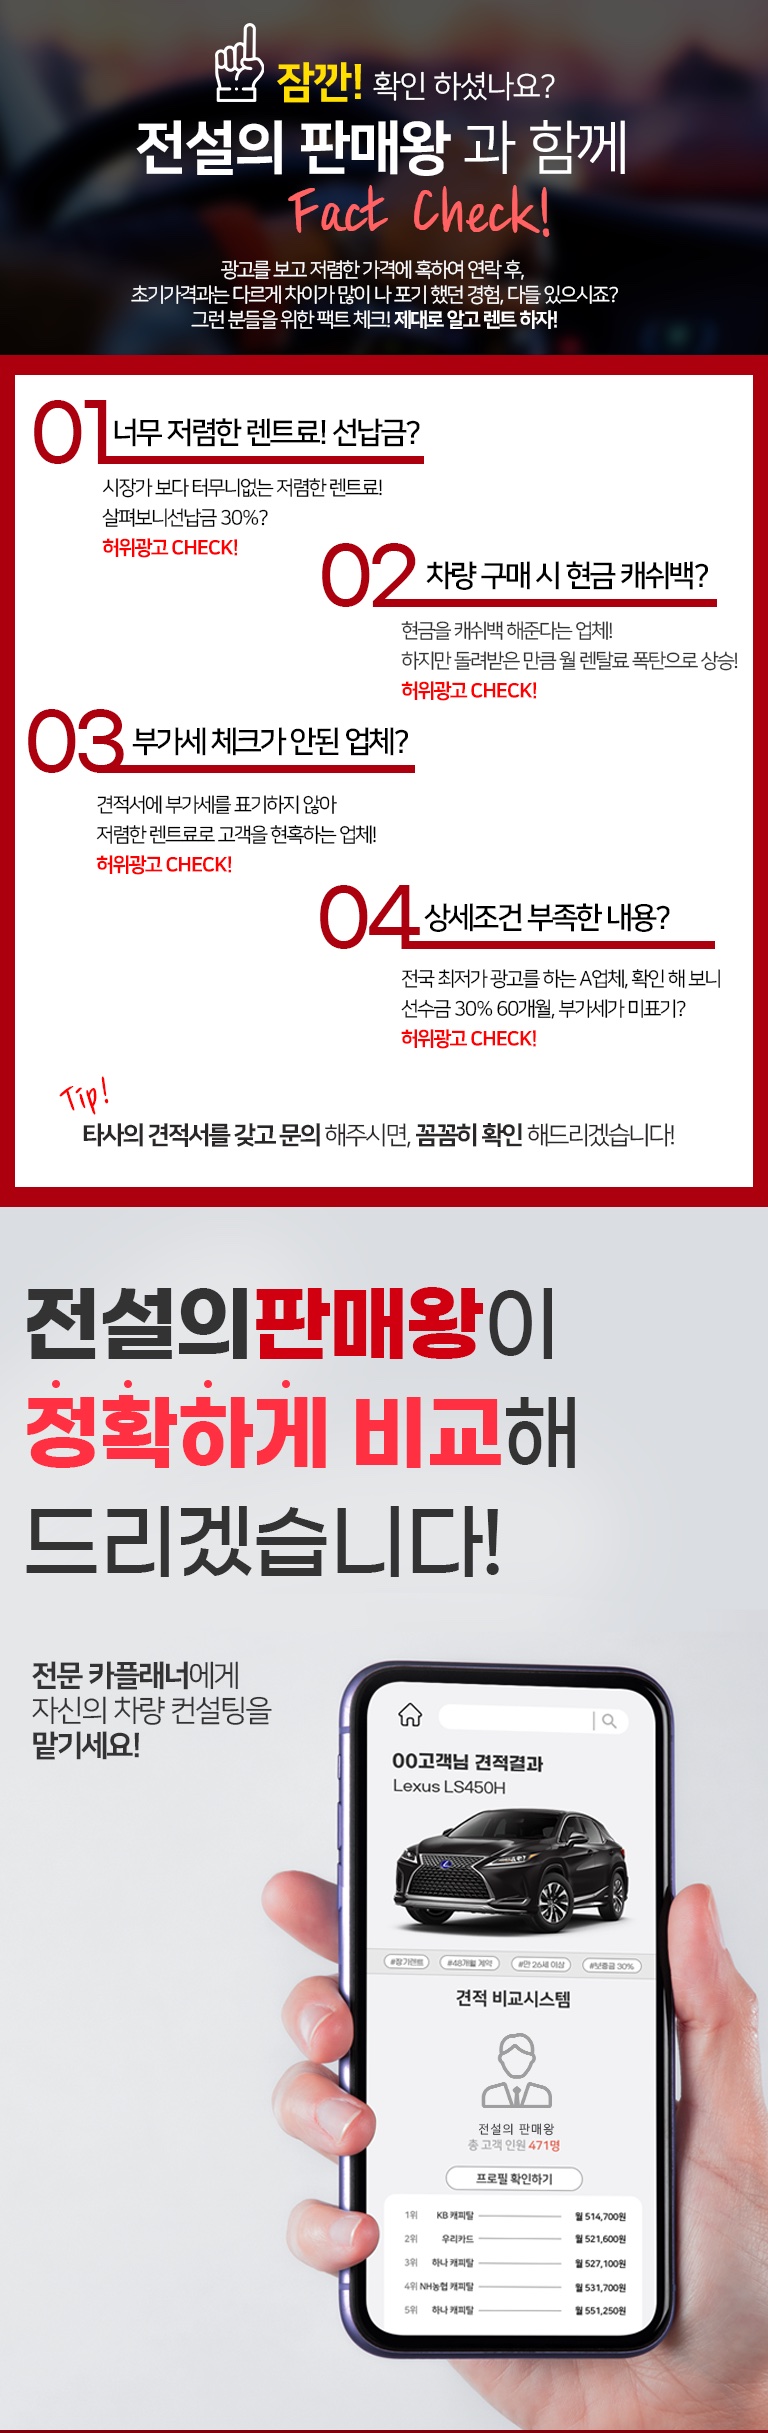 잠깐! 확인 하셨나요?
전설의 판매왕 과 함께
Fact Check!
광고를 보고 저렴한 가격에 혹하여 연락 후,
초기가격과는 다르게 차이가 많이 나 포기 했던 경험, 다들 있으시죠?
그런 분들을 위한 팩트 체크! 제대로 알고 렌트 하자!
01 너무 저렴한 렌트료! 선납금?
시장가 보다 터무니없는 저렴한 렌트료!
살펴보니선납금 30%?
허위광고 CHECK!
02 차량 구매 시 현금 캐쉬백?
현금을 캐쉬백 해준다는 업체!
하지만 돌려받은 만큼 월 렌탈료 폭탄으로 상승!
허위광고 CHECK!
03 부가세 체크가 안된 업체?
견적서에 부가세를 표기하지 않아
저렴한 렌트료로 고객을 현혹하는 업체!
허위광고 CHECK!
04 상세조건 부족한 내용?
전국 최저가 광고를 하는 A업체, 확인 해 보니
선수금 30% 60개월, 부가세가 미표기?
허위광고 CHECK!
Tip!
타사의 견적서를 갖고 문의 해주시면, 꼼꼼히 확인 해드리겠습니다!
전설의판매왕이
정확하게 비교해
드리겠습니다!
전문 카플래너에게
자신의 차량 컨설팅을
맡기세요!
00고객님 견적결과
Lexus LS450H
#장기렌트 #48개월 계약 #만 26세 이상 #보증금 30%
견적 비교시스템
전설의 판매왕
총 고객 인원 471명
프로필 확인하기
1위 KB 캐피탈 월 514,700원
2위 우리카드 월 521,600원
3위 하나 캐피탈 월 527,100원
4위 NH농협 캐피탈 월 531,700원
5위 하나 캐피탈 월 551,250원